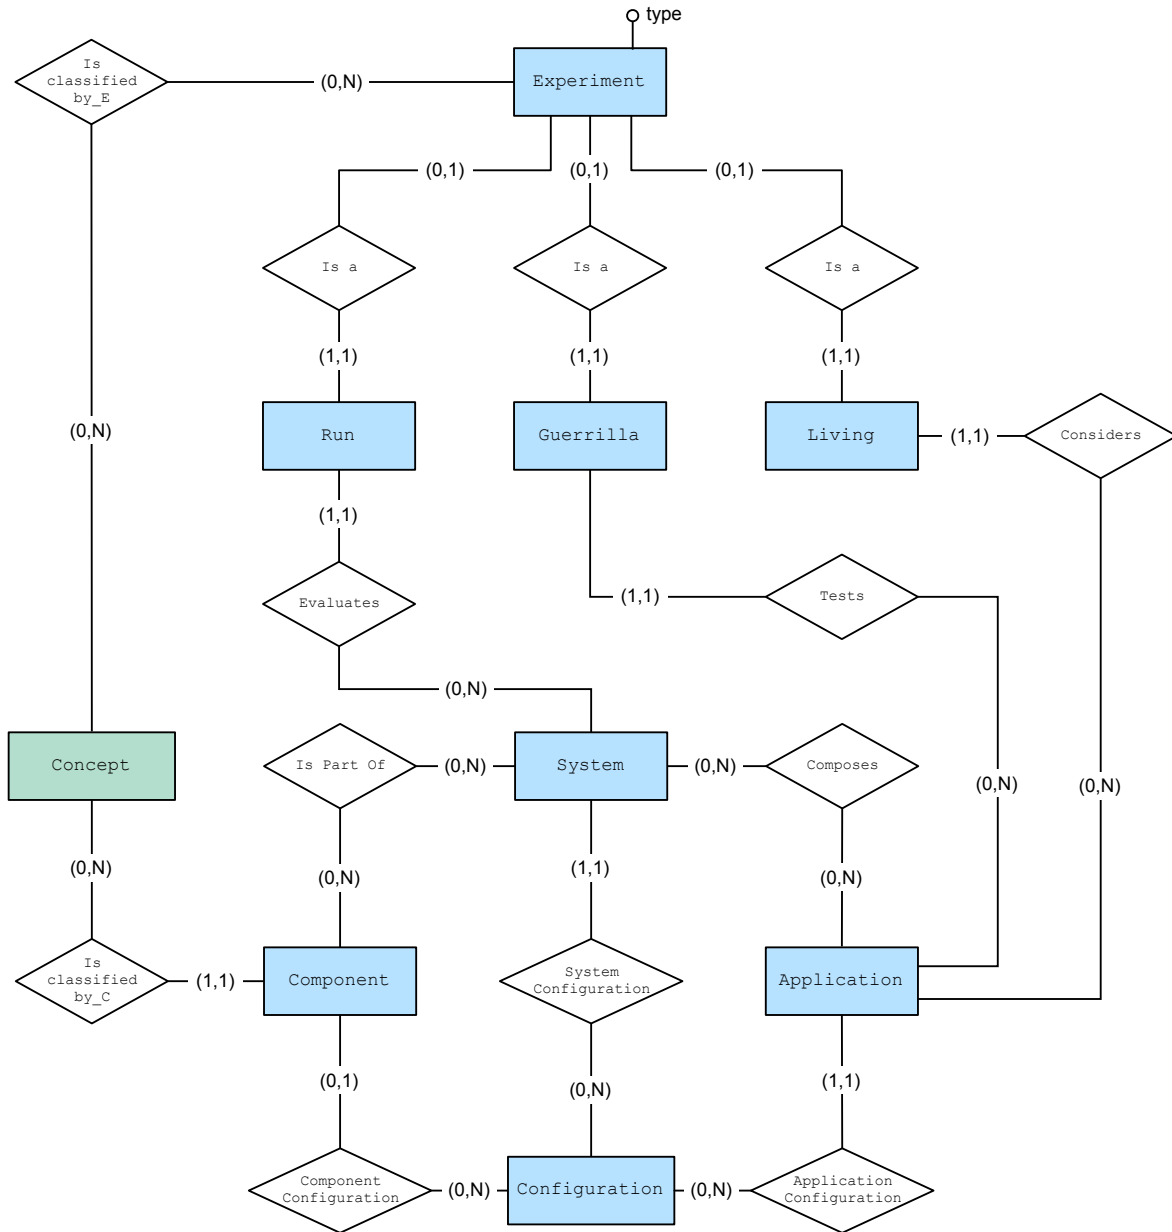 type
Is
classified
by_E
(0,N)
Experiment
(0,1)
(0,1)
(0,1)
Is a
Is a
Is a
(1,1)
(1,1)
(1,1)
(0,N)
Run
Guerrilla
Living
(1,1)
Considers
(1,1)
Evaluates
(1,1)
Tests
(0,N)
Concept
Is Part Of
(0,N)
System
(0,N)
Composes
(0,N)
(0,N)
(0,N)
(0,N)
(1,1)
(0,N)
Is
classified
by_C
(1,1)
Component
System
Configuration
Application
(0,1)
(0,N)
(1,1)
Component
Configuration
(0,N)
Configuration
(0,N)
Application
Configuration